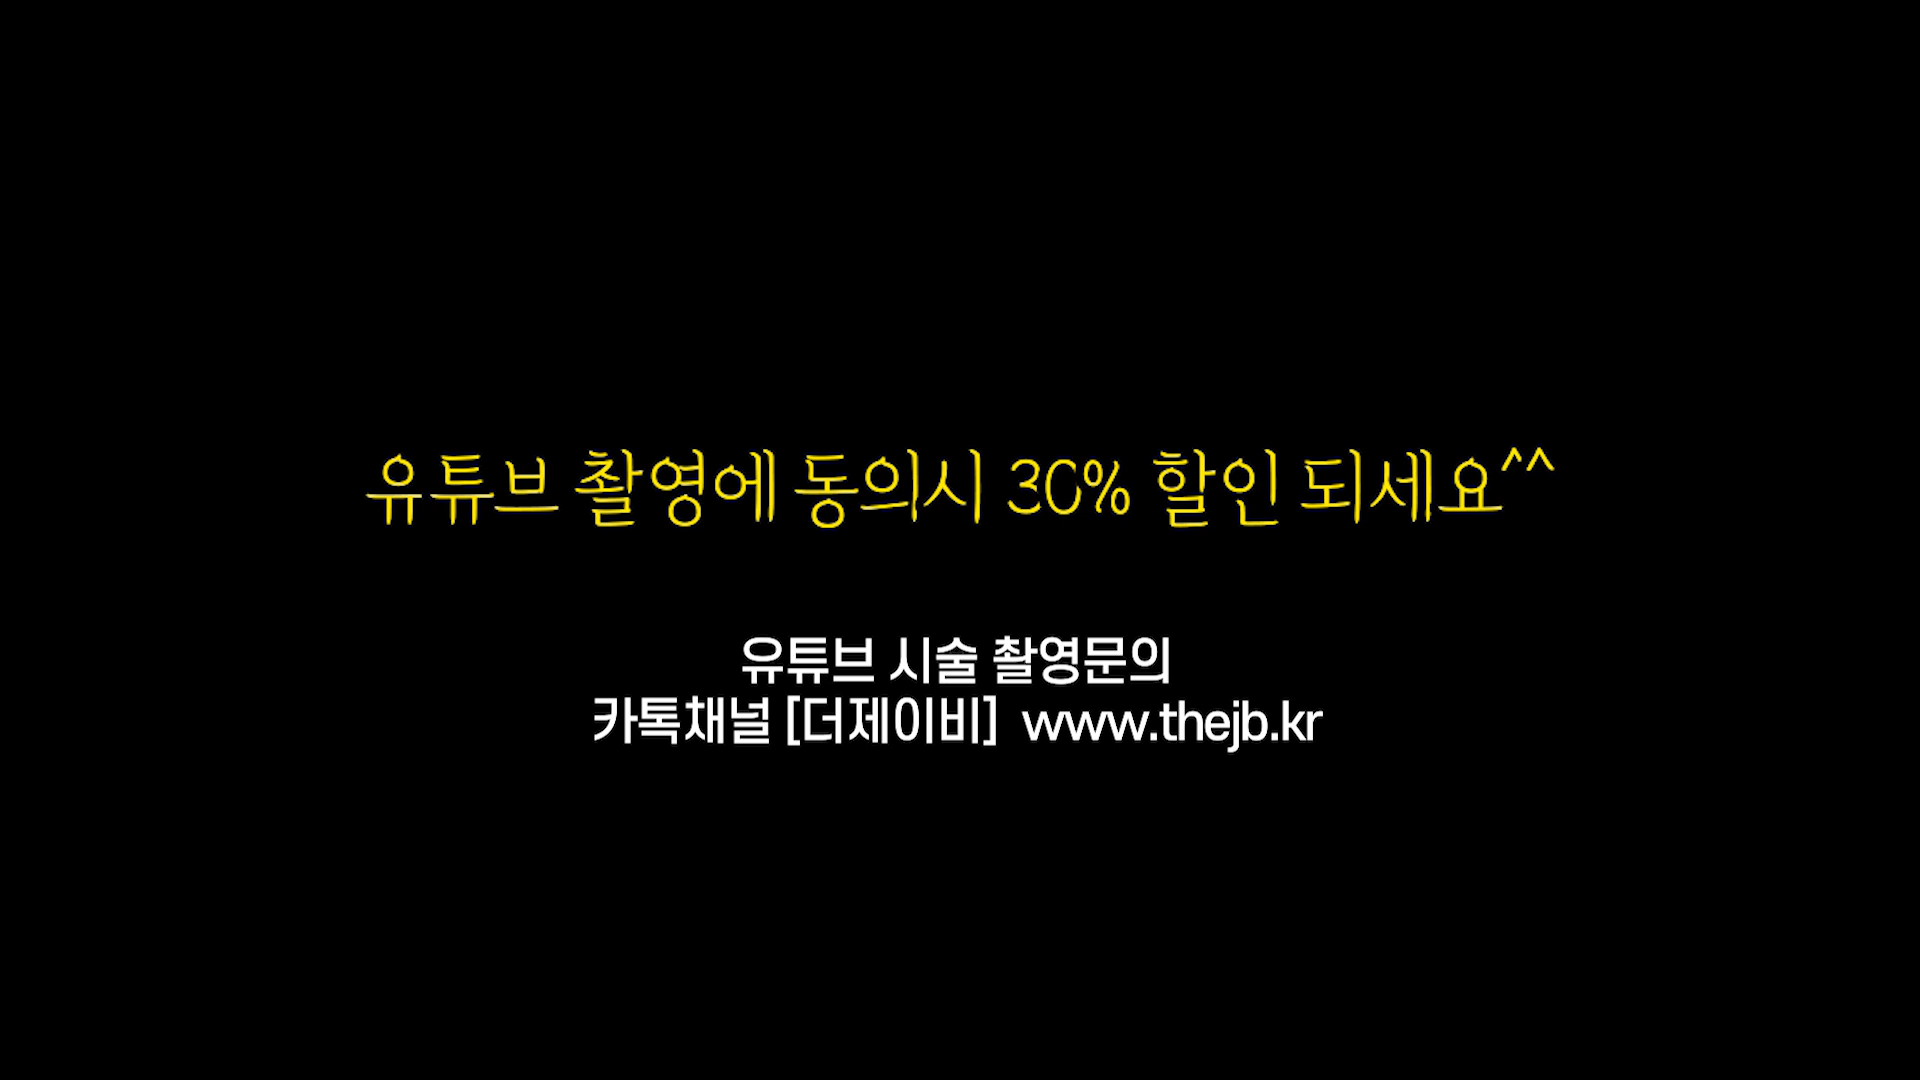 유튜브 촬영에 동의시 30% 할인 되세요^^
유튜브 시술 촬영문의
카톡채널 [더제이비] www.thejb.kr